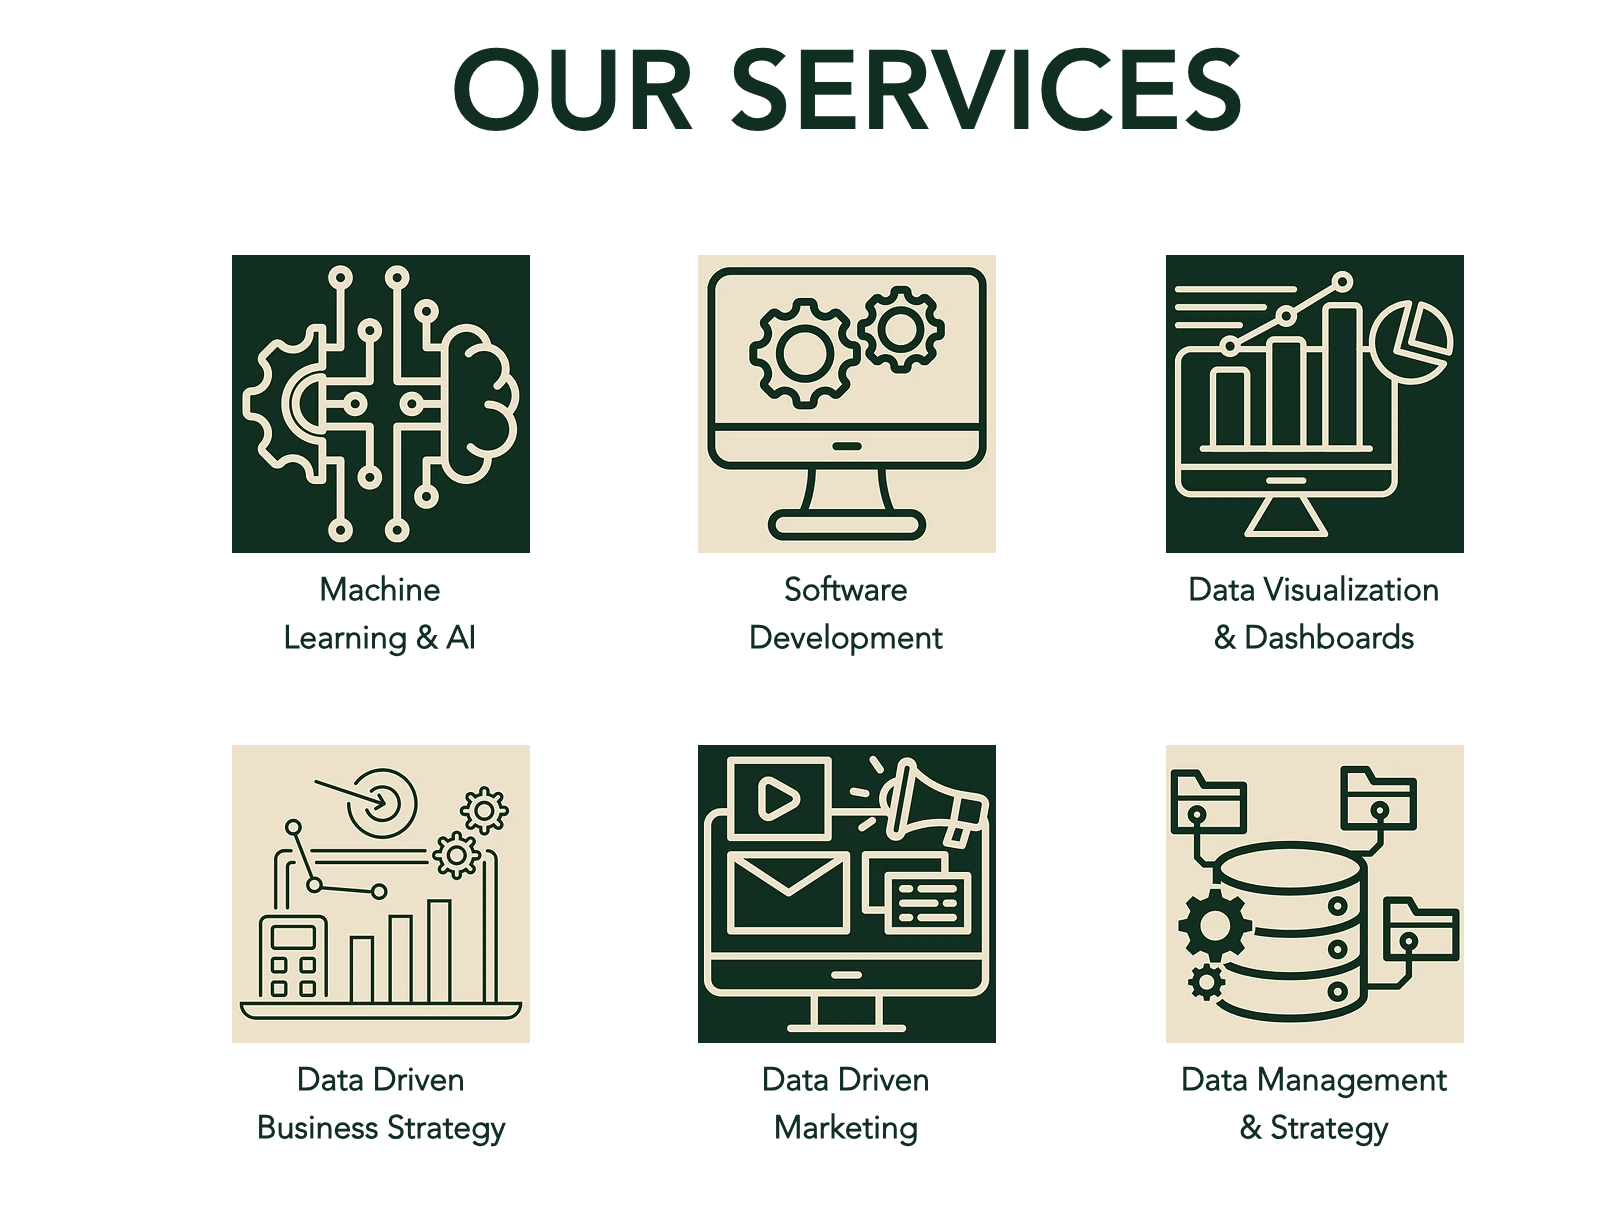 OUR SERVICES
Machine
Learning & AI
Software
Development
Data Visualization
& Dashboards
Data Driven
Business Strategy
Data Driven
Marketing
Data Management
& Strategy